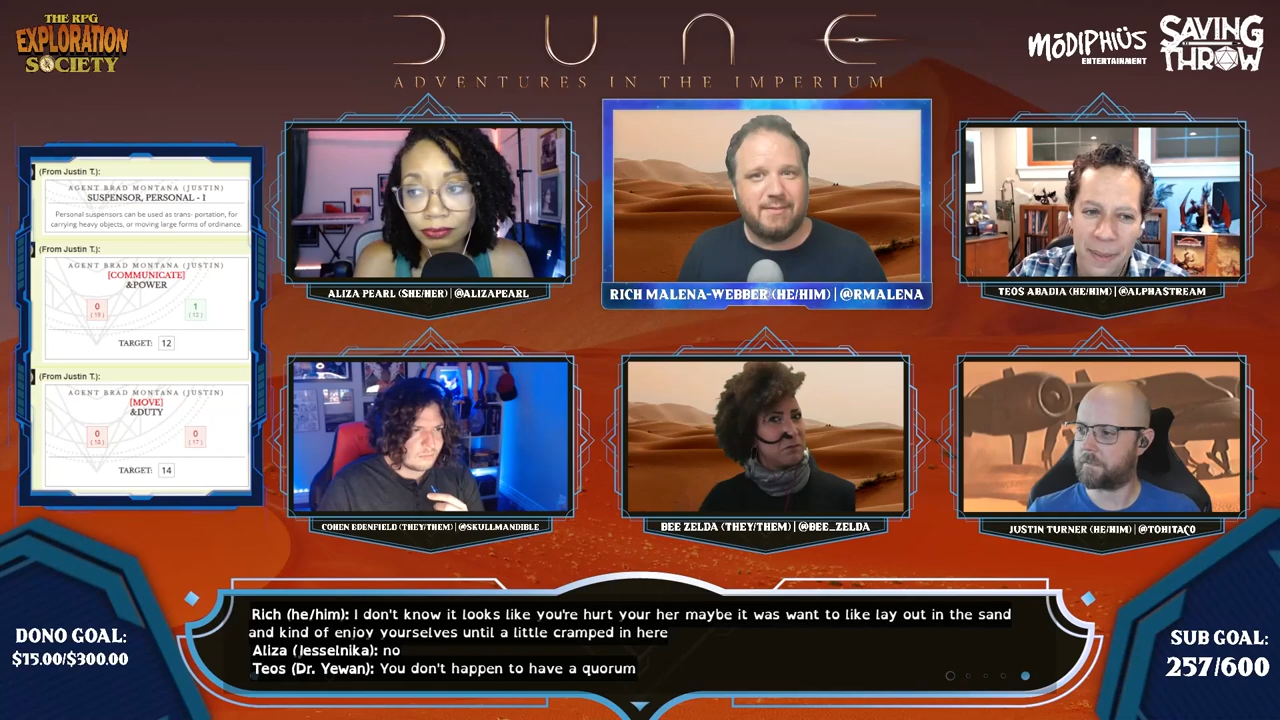 THE RPG
EXPLORATION
SOCIETY
DUNE
ADVENTURES IN THE IMPERIUM
MŌDIPHIÜS
ENTERTAINMENT
SAVING
THROW
(From Justin T.):
AGENT BRAD MONTANA (JUSTIN)
SUSPENSOR, PERSONAL - 1
Personal suspensors can be used as trans- portation, for
carrying heavy objects, or moving large forms of ordinance.
(From Justin T.):
AGENT BRAD MONTANA (JUSTIN)
[COMMUNICATE]
&POWER
0 1
TARGET: 12
(From Justin T.):
AGENT BRAD MONTANA (JUSTIN)
[MOVE]
&DUTY
0 0
TARGET: 14
ALIZA PEARL (SHE/HER) | @ALIZAPEARL
RICH MALENA-WEBBER (HE/HIM) | @RMALENA
TEOS ABADIA (HE/HIM) | @ALPHASTREAM
COHEN EDENFIELD (THEY/THEM) | @SKULLMANDIBLE
BEE ZELDA (THEY/THEM) | @BEE_ZELDA
JUSTIN TURNER (HE/HIM) | @TOHITACO
Rich (he/him): I don't know it looks like you're hurt your her maybe it was want to like lay out in the sand
and kind of enjoy yourselves until a little cramped in here
Aliza (Jesselnika): no
Teos (Dr. Yewan): You don't happen to have a quorum
DONO GOAL:
$15.00/$300.00
SUB GOAL:
257/600